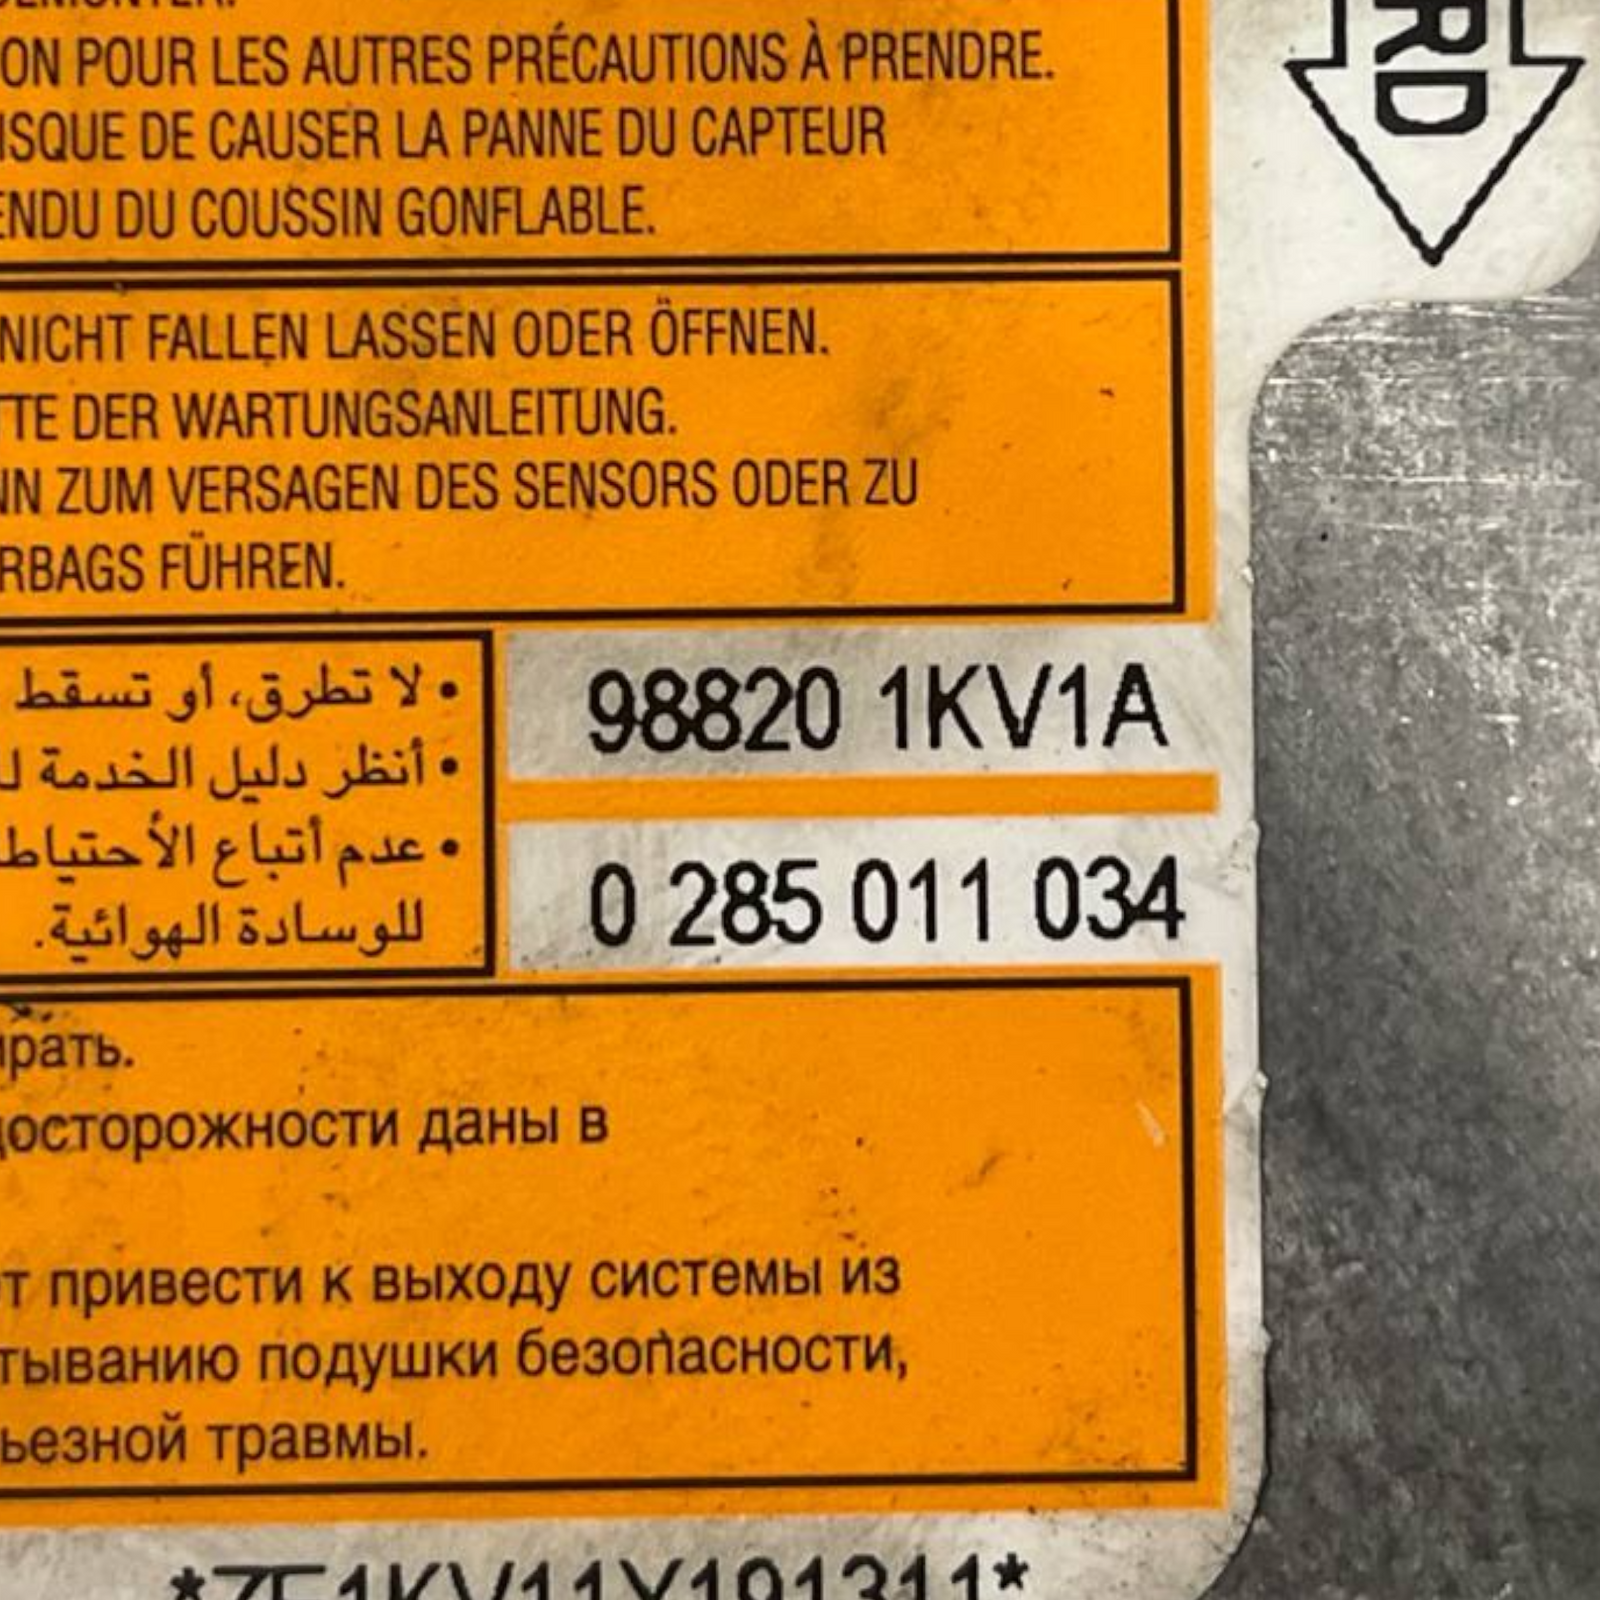 RD
ON POUR LES AUTRES PRÉCAUTIONS À PRENDRE.
ISQUE DE CAUSER LA PANNE DU CAPTEUR
ENDU DU COUSSIN GONFLABLE.
NICHT FALLEN LASSEN ODER ÖFFNEN.
TTE DER WARTUNGSANLEITUNG.
NN ZUM VERSAGEN DES SENSORS ODER ZU
RBAGS FÜHREN.
• لا تطرق، أو تسقط
• أنظر دليل الخدمة ل
• عدم أتباع الأحتياط
للوسادة الهوائية.
98820 1KV1A
0 285 011 034
ирать.
досторожности даны в
от привести к выходу системы из
тыванию подушки безопасности,
ьезной травмы.